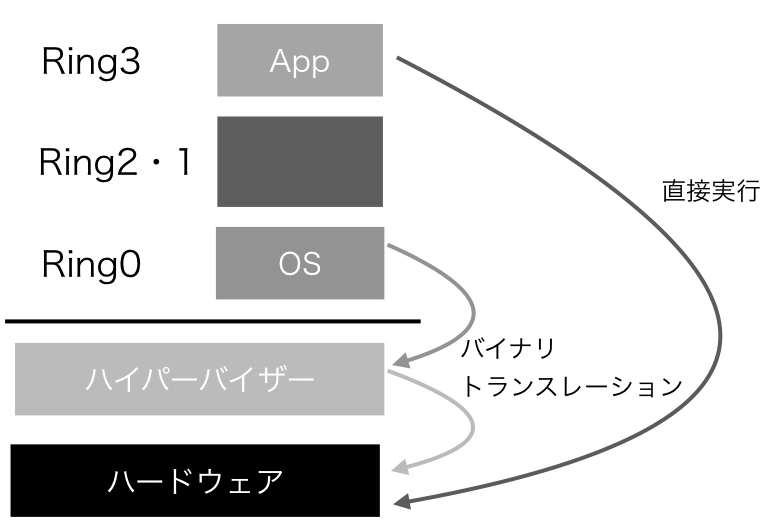 Ring3
App
Ring2・1
直接実行
Ring0
OS
バイナリ
トランスレーション
ハイパーバイザー
ハードウェア